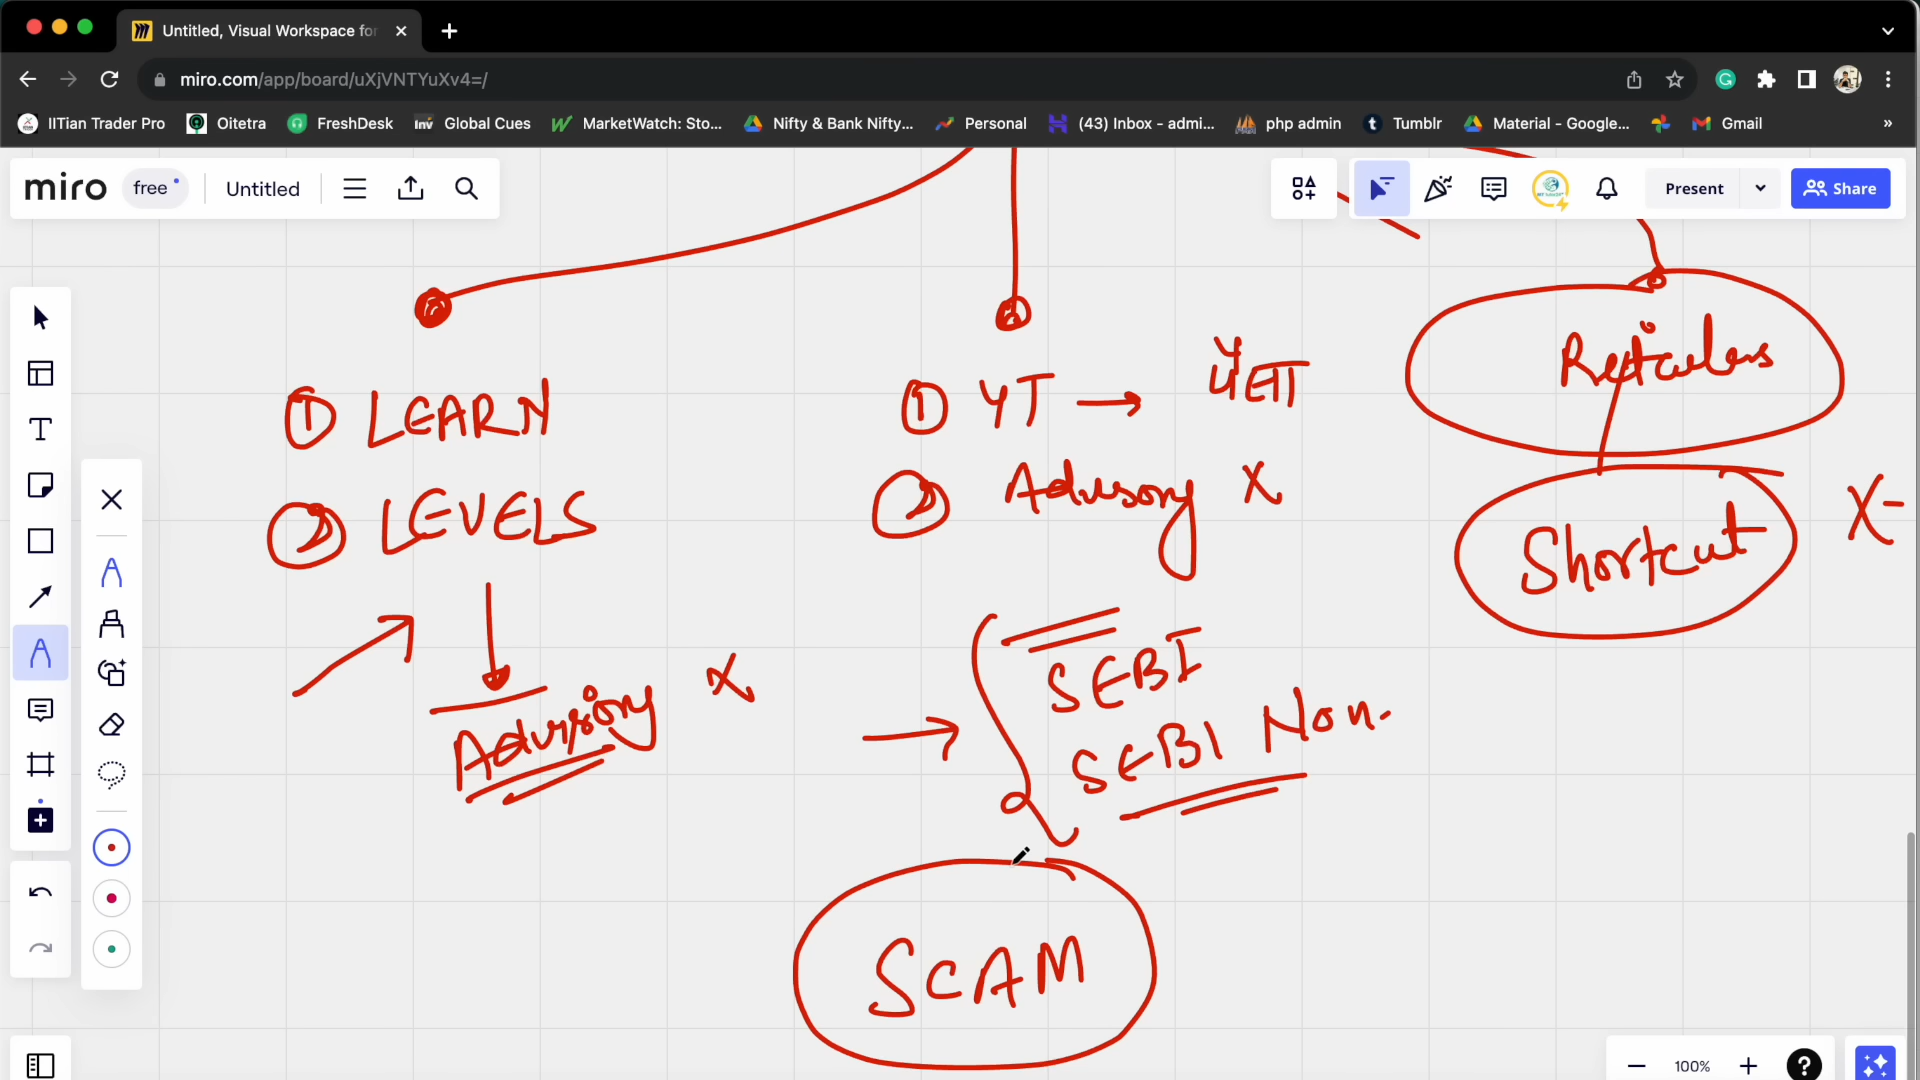 Untitled, Visual Workspace for
miro.com/app/board/uXjVNTYuXv4=/
IITian Trader Pro
Oitetra
FreshDesk
Inv Global Cues
MarketWatch: Sto...
Nifty & Bank Nifty...
Personal
(43) Inbox - admi...
php admin
Tumblr
Material - Google...
Gmail
»
miro
free
Untitled
Present
Share
① LEARN
② LEVELS
Advisory X
① YT →
② Advisory X
SEBI
SEBI Non.
SCAM
Retailers
Shortcut
X-
100%